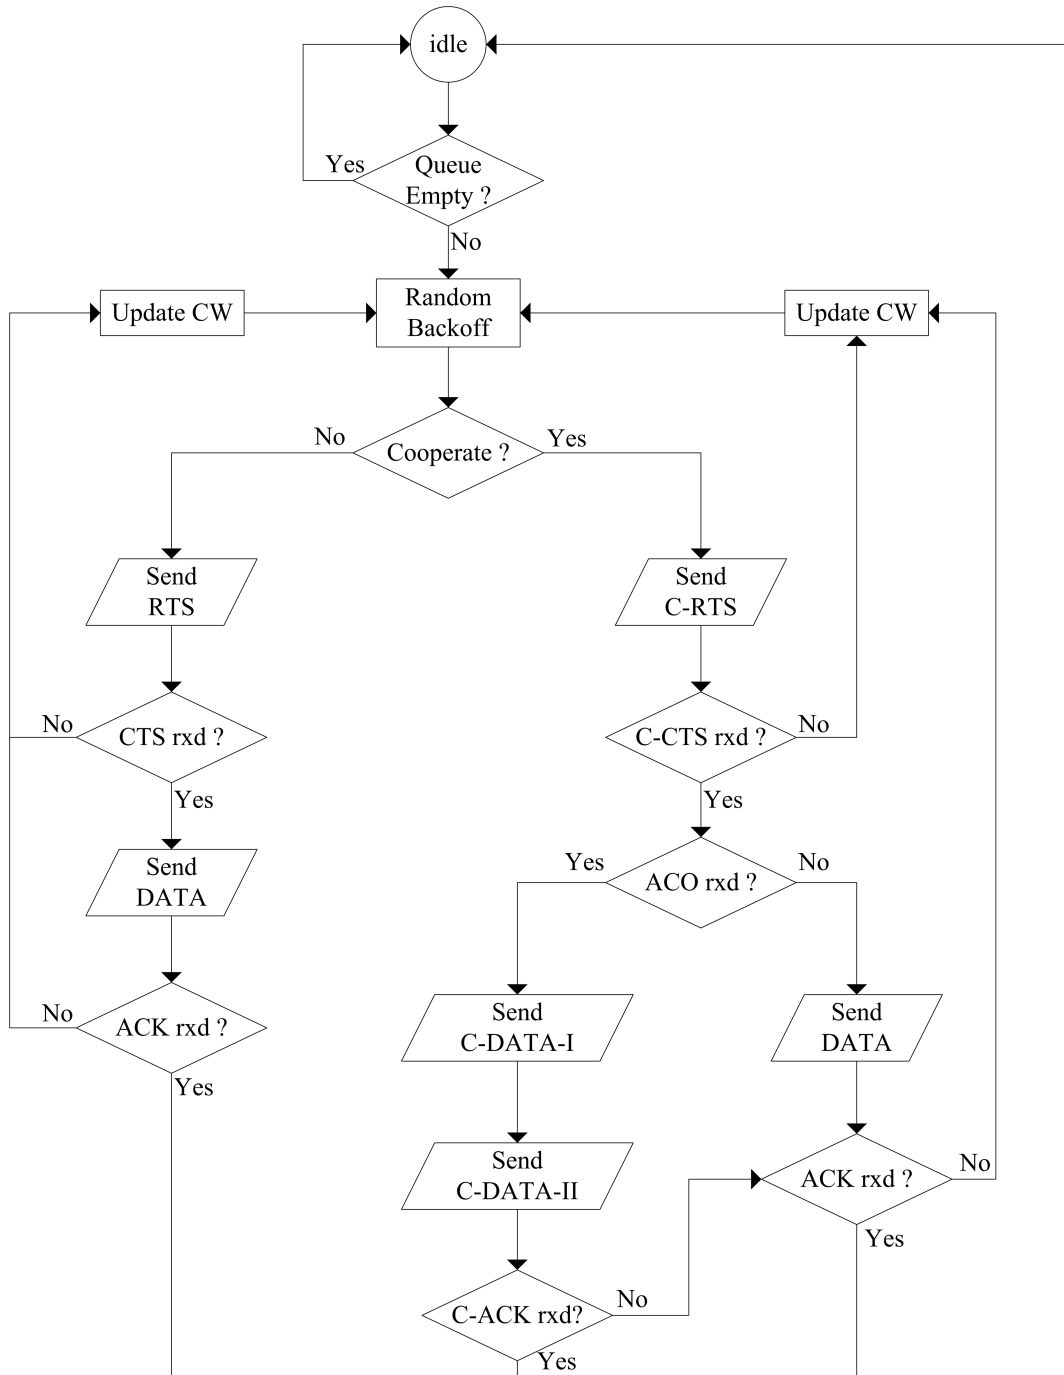 idle
Yes
Queue
Empty ?
No
Update CW
Random
Backoff
Update CW
No
Cooperate ?
Yes
Send
RTS
Send
C-RTS
No
CTS rxd ?
C-CTS rxd ?
No
Yes
Yes
Send
DATA
Yes
ACO rxd ?
No
No
ACK rxd ?
Send
C-DATA-I
Send
DATA
Yes
Send
C-DATA-II
ACK rxd ?
No
Yes
C-ACK rxd?
No
Yes